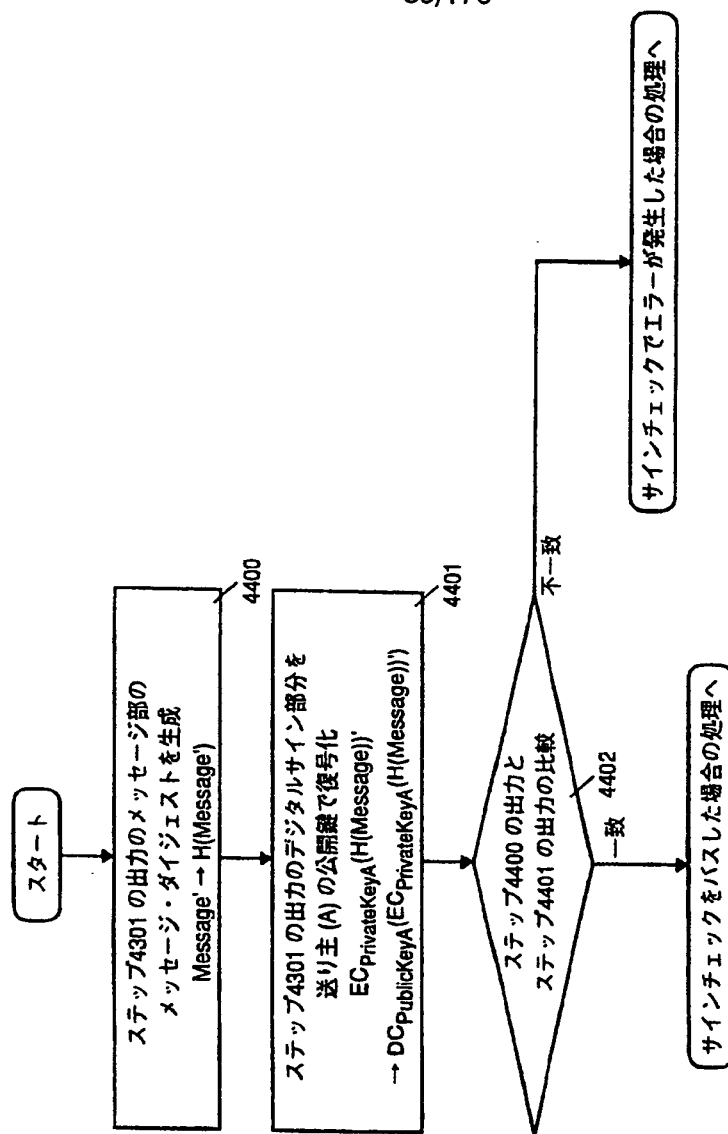 スタート
ステップ4301 の出力のメッセージ部の
メッセージ・ダイジェストを生成
Message' → H(Message')
4400
ステップ4301 の出力のデジタルサイン部分を
送り主 (A) の公開鍵で復号化
ECPrivateKeyA(H(Message))'
→ DCPublicKeyA(ECPrivateKeyA(H(Message))')
4401
ステップ4400 の出力と
ステップ4401 の出力の比較
4402
不一致
一致
サインチェックをパスした場合の処理へ
サインチェックでエラーが発生した場合の処理へ